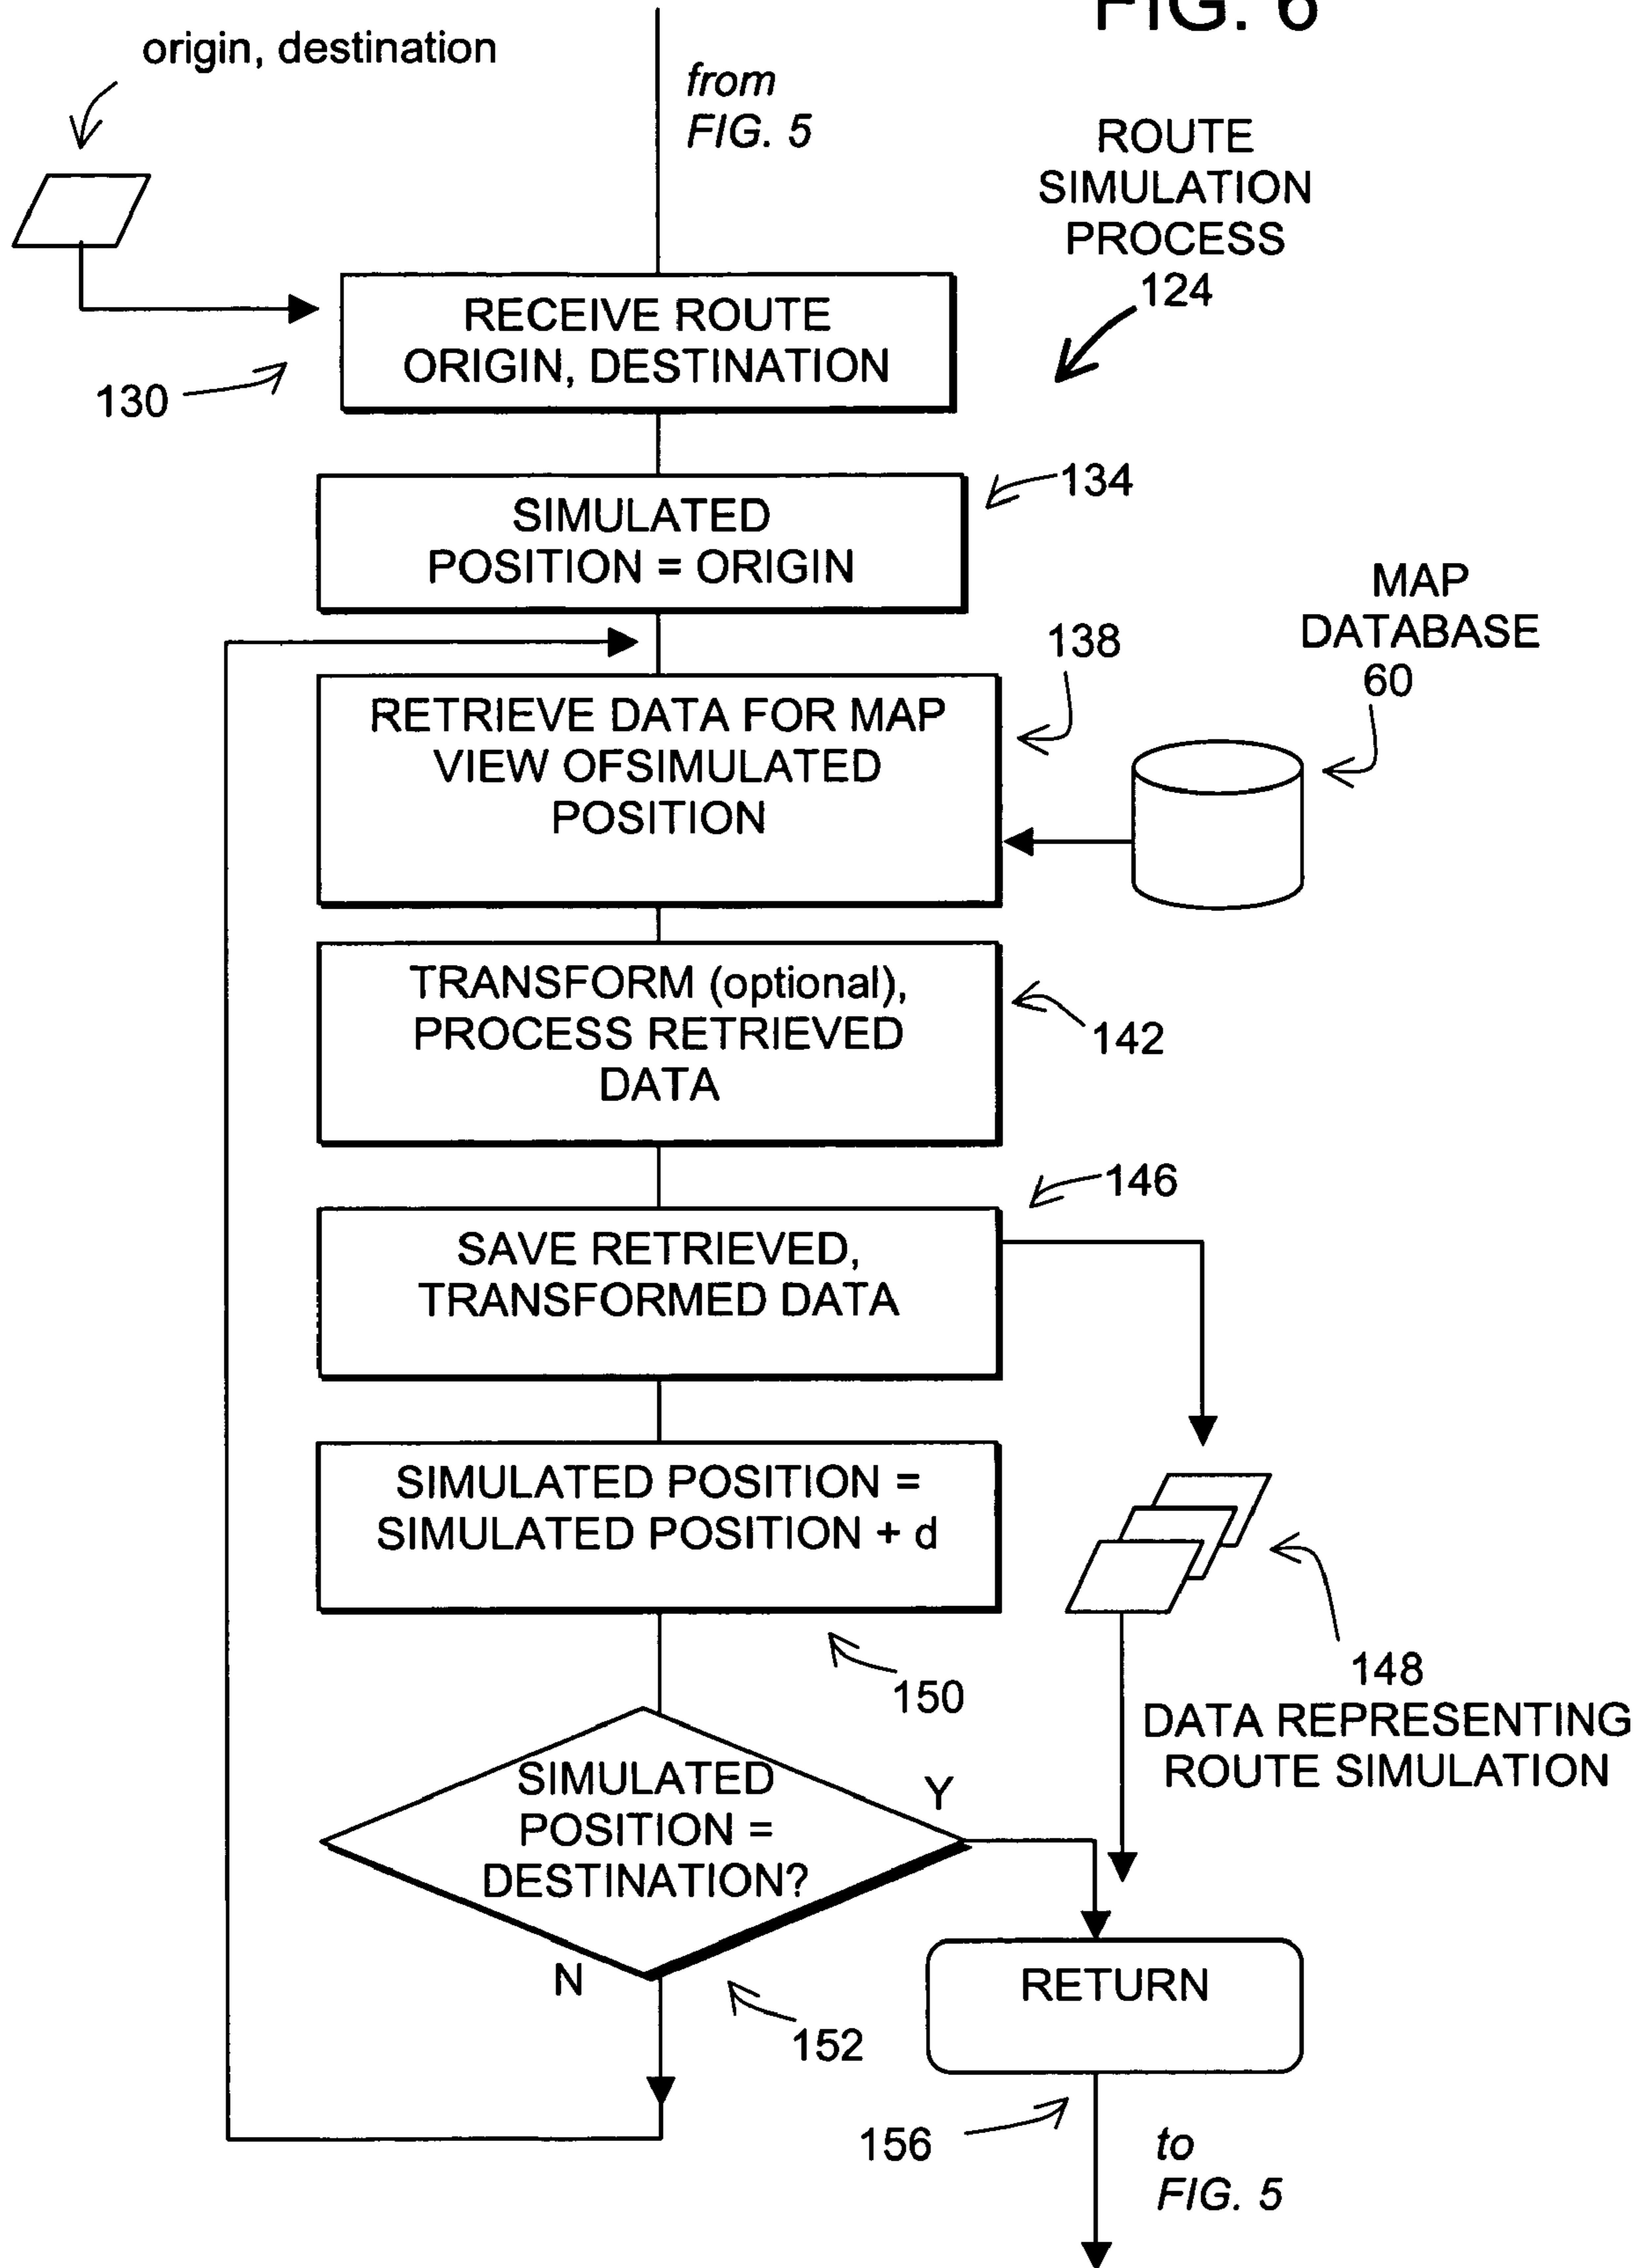 FIG. 6
origin, destination
from
FIG. 5
ROUTE
SIMULATION
PROCESS
124
RECEIVE ROUTE
ORIGIN, DESTINATION
130
SIMULATED
POSITION = ORIGIN
134
MAP
DATABASE
60
138
RETRIEVE DATA FOR MAP
VIEW OFSIMULATED
POSITION
TRANSFORM (optional),
PROCESS RETRIEVED
DATA
142
146
SAVE RETRIEVED,
TRANSFORMED DATA
SIMULATED POSITION =
SIMULATED POSITION + d
150
148
DATA REPRESENTING
ROUTE SIMULATION
SIMULATED
POSITION =
DESTINATION?
Y
N
152
RETURN
156
to
FIG. 5